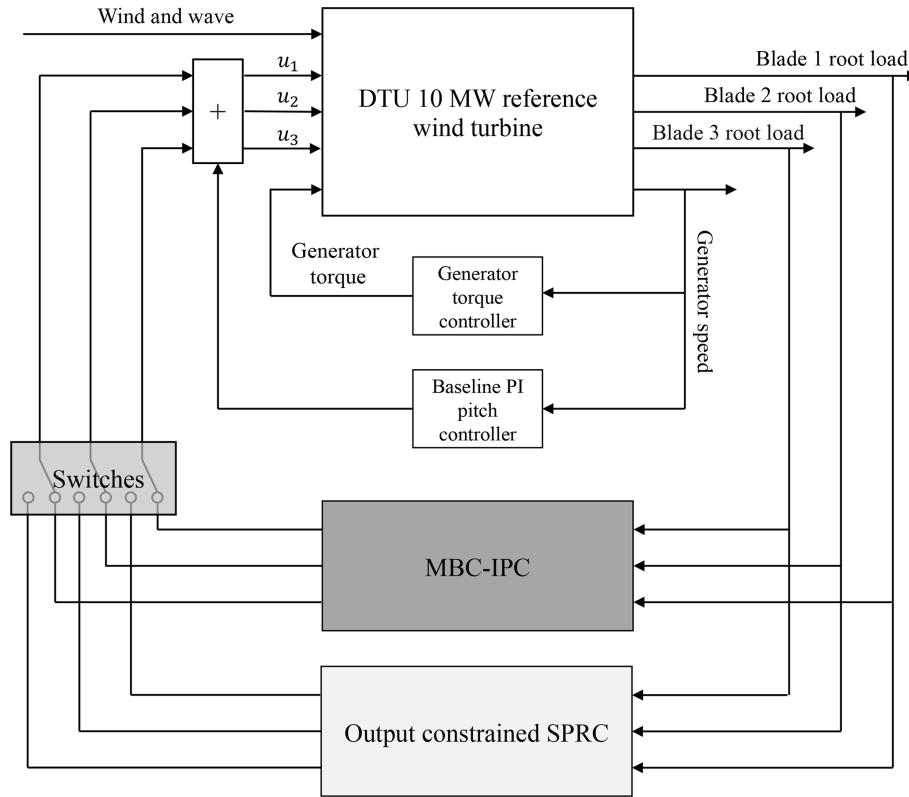 Wind and wave
Blade 1 root load
u₁
Blade 2 root load
u₂
+
DTU 10 MW reference
wind turbine
Blade 3 root load
u₃
Generator
torque
Generator
torque
controller
Generator speed
Baseline PI
pitch
controller
Switches
MBC-IPC
Output constrained SPRC